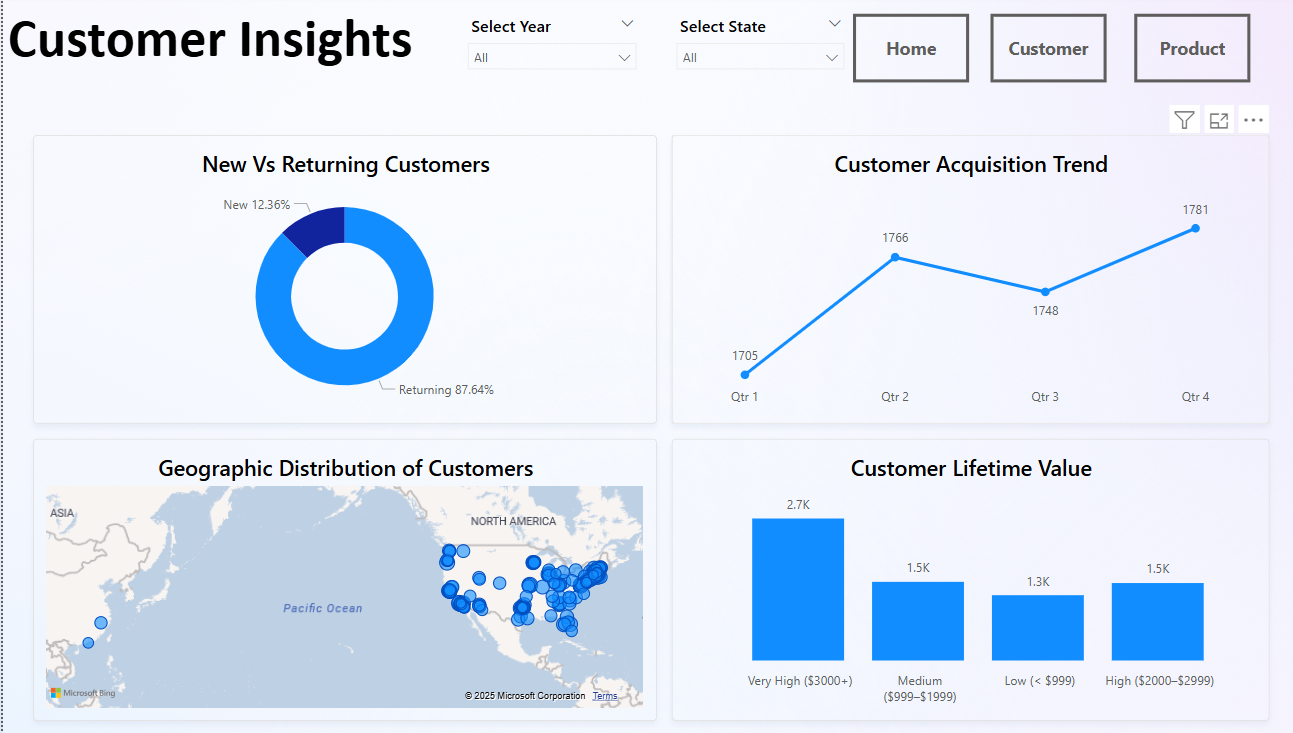 Customer Insights
Select Year
All
Select State
All
Home
Customer
Product
New Vs Returning Customers
New 12.36%
Returning 87.64%
Customer Acquisition Trend
1705
1766
1748
1781
Qtr 1
Qtr 2
Qtr 3
Qtr 4
Geographic Distribution of Customers
ASIA
NORTH AMERICA
Pacific Ocean
Microsoft Bing
© 2025 Microsoft Corporation
Terms
Customer Lifetime Value
2.7K
1.5K
1.3K
1.5K
Very High ($3000+)
Medium
($999–$1999)
Low (< $999)
High ($2000–$2999)